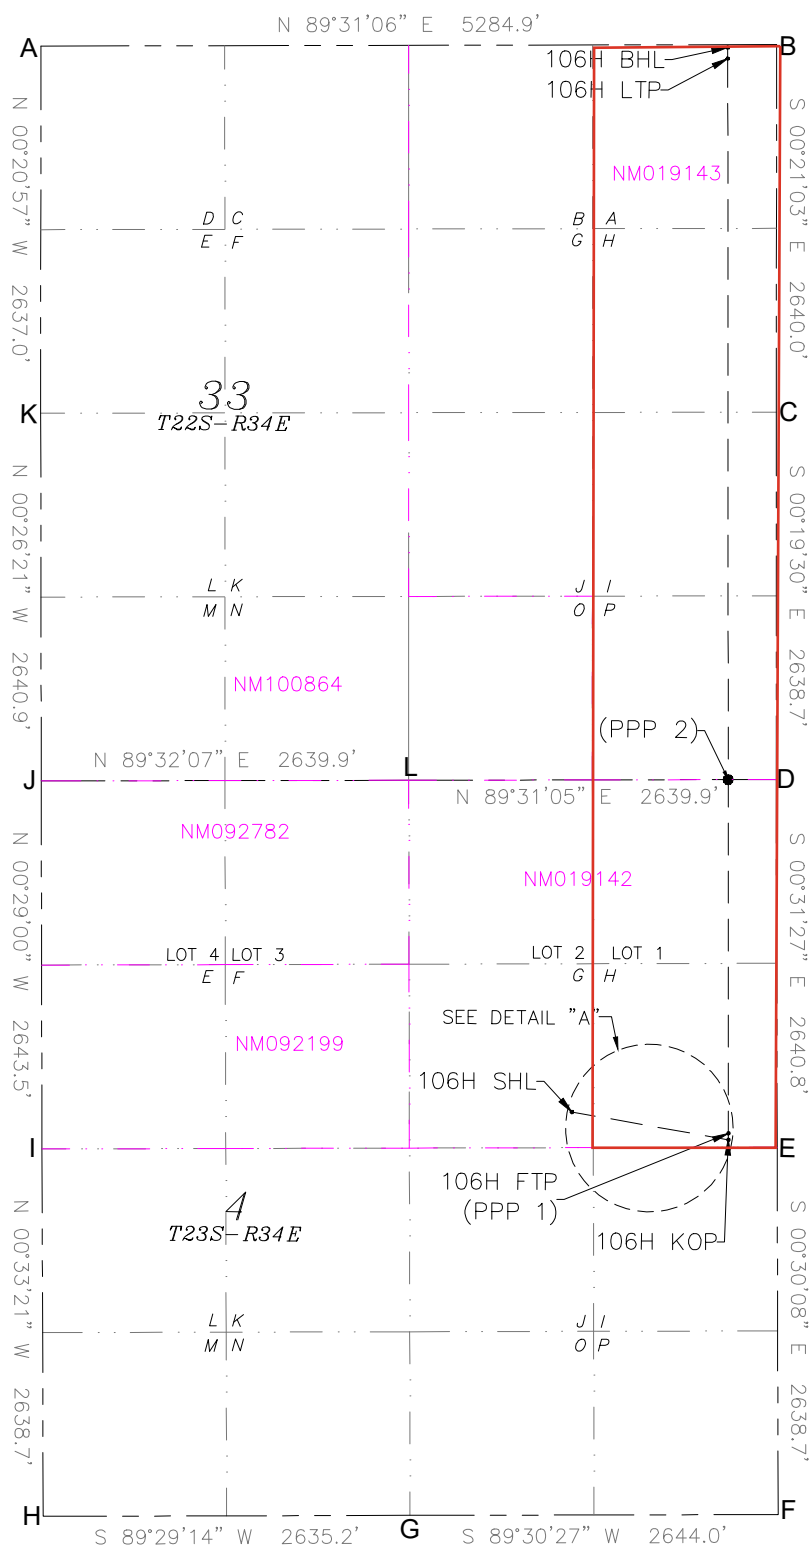 N 89°31'06" E 5284.9'
A
B
106H BHL
106H LTP
N 00°20'57" W 2637.0'
S 00°21'03" E 2640.0'
NM019143
D C
E F
B A
G H
33
T22S-R34E
K
C
N 00°26'21" W 2640.9'
S 00°19'30" E 2638.7'
L K
M N
J I
O P
NM100864
(PPP 2)
N 89°32'07" E 2639.9'
L
J
D
N 89°31'05" E 2639.9'
NM092782
NM019142
N 00°29'00" W 2643.5'
S 00°31'27" E 2640.8'
LOT 4 LOT 3
E F
LOT 2 LOT 1
G H
SEE DETAIL "A"
NM092199
106H SHL
I
E
106H FTP
(PPP 1)
106H KOP
4
T23S-R34E
N 00°33'21" W 2638.7'
S 00°30'08" E 2638.7'
L K
M N
J I
O P
H
G
F
S 89°29'14" W 2635.2'
S 89°30'27" W 2644.0'